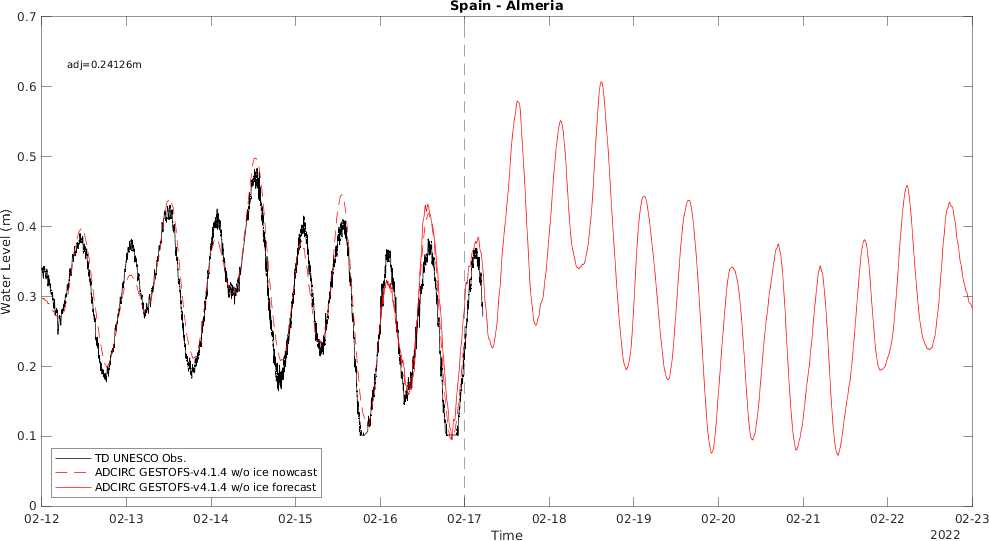 Spain - Almeria
adj=0.24126m
Water Level (m)
0.7
0.6
0.5
0.4
0.3
0.2
0.1
0
TD UNESCO Obs.
ADCIRC GESTOFS-v4.1.4 w/o ice nowcast
ADCIRC GESTOFS-v4.1.4 w/o ice forecast
02-12 02-13 02-14 02-15 02-16 02-17 02-18 02-19 02-20 02-21 02-22 02-23
Time
2022